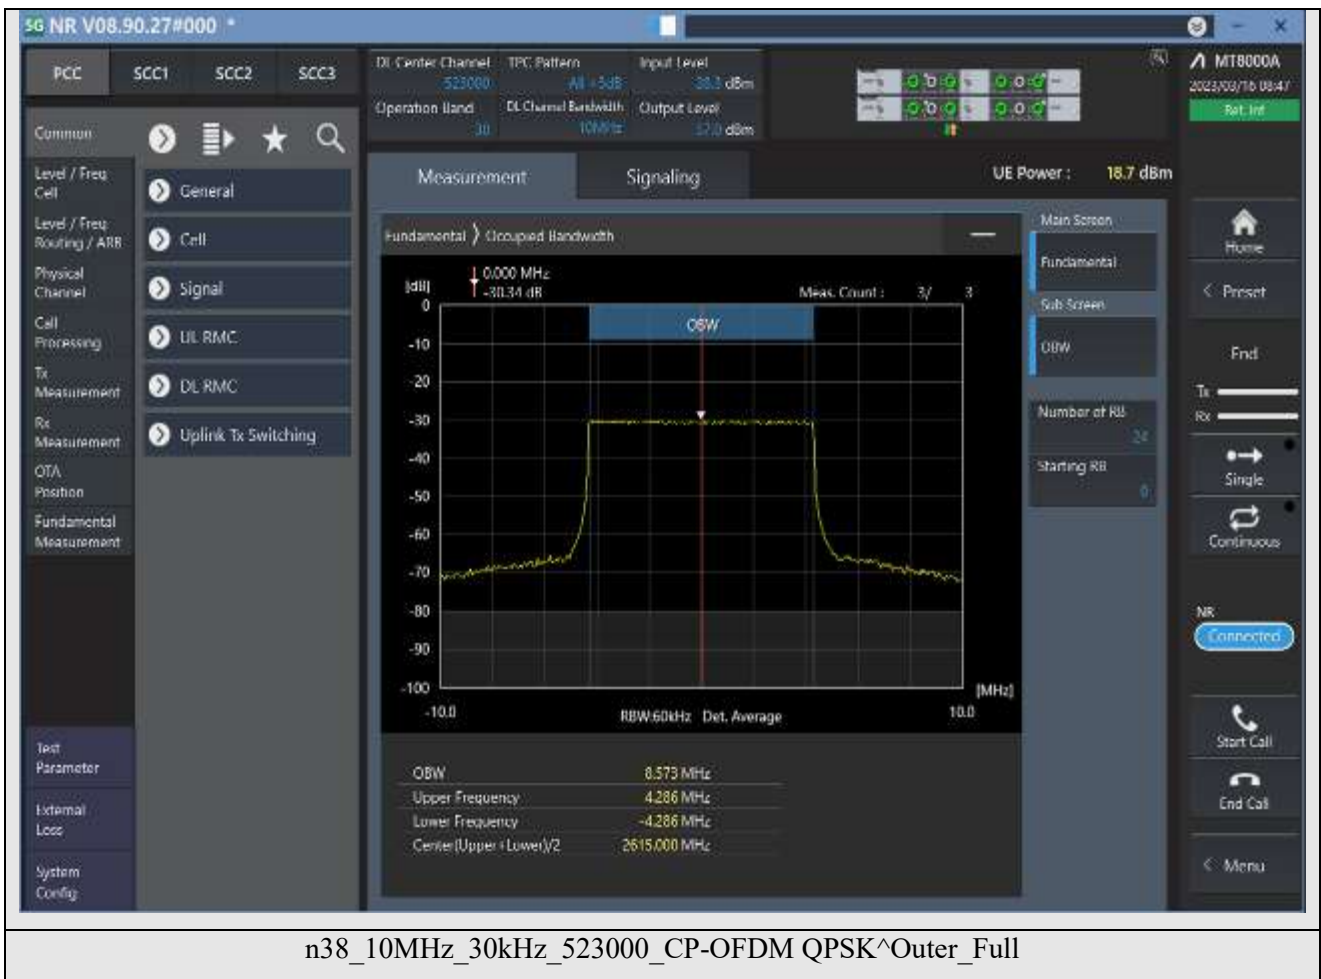 5G NR V08.90.27#000 *
PCC SCC1 SCC2 SCC3
DL Center Channel TPC Pattern Input Level
523000 All +3dB dBm
Operation Band DL Channel Bandwidth Output Level
10MHz dBm
MT8000A
2023/03/16 08:47
Ret. Int
Common
Level / Freq
Cell
Level / Freq
Routing / ARB
Physical
Channel
Call
Processing
Tx
Measurement
Rx
Measurement
OTA
Position
Fundamental
Measurement
Test
Parameter
External
Loss
System
Config
General
Cell
Signal
UL RMC
DL RMC
Uplink Tx Switching
Measurement Signaling UE Power : 18.7 dBm
Fundamental Occupied Bandwidth
[dB] 0.000 MHz
-30.34 dB Meas. Count : 3/ 3
OBW
0
-10
-20
-30
-40
-50
-60
-70
-80
-90
-100
[MHz]
-10.0 RBW:60kHz Det. Average 10.0
OBW 8.573 MHz
Upper Frequency 4.286 MHz
Lower Frequency -4.286 MHz
Center(Upper+Lower)/2 2615.000 MHz
Main Screen
Fundamental
Sub Screen
OBW
Number of RB
24
Starting RB
0
Home
< Preset
End
Tx
Rx
Single
Continuous
NR
Connected
Start Call
End Call
< Menu
n38_10MHz_30kHz_523000_CP-OFDM QPSK^Outer_Full